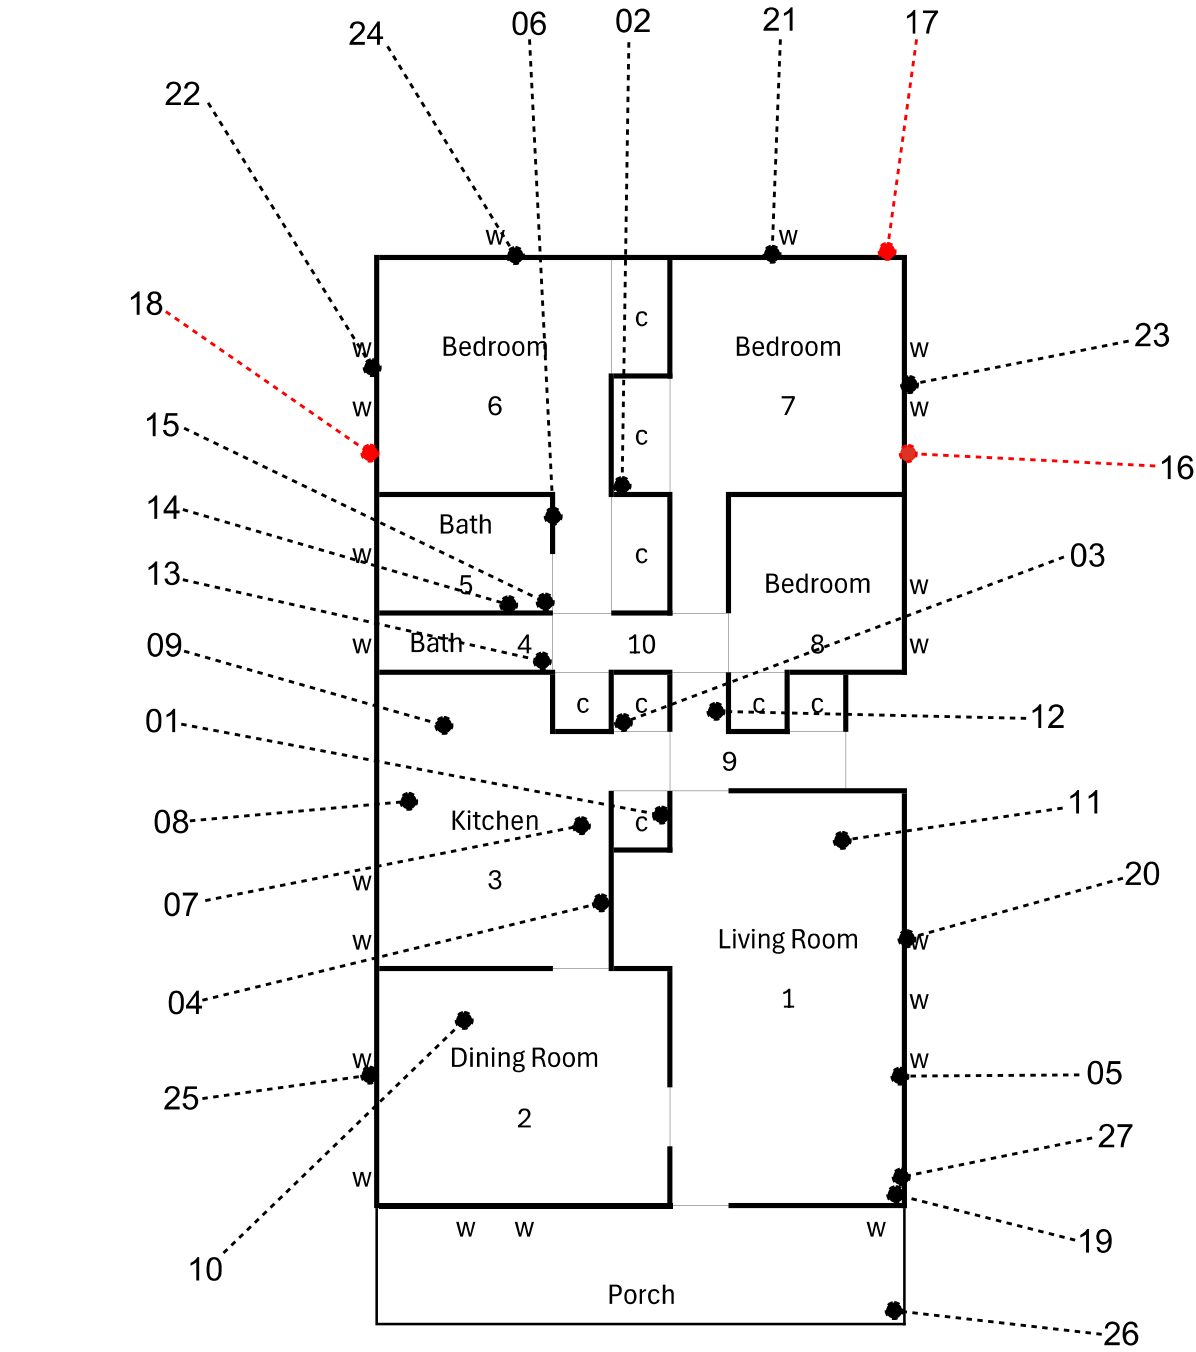 24 06 02 21 17
22
w w
18
c
Bedroom Bedroom
w w 23
6 7
w w
15 c
16
14 Bath
w c 03
13 5 Bedroom w
09 w Bath 4 10 8 w
01 c c c c 12
9
08 Kitchen c 11
07 w 3 20
w Living Room w
04 1 w
Dining Room
w w
25 05
2
27
w
19
w w w
10
Porch
26